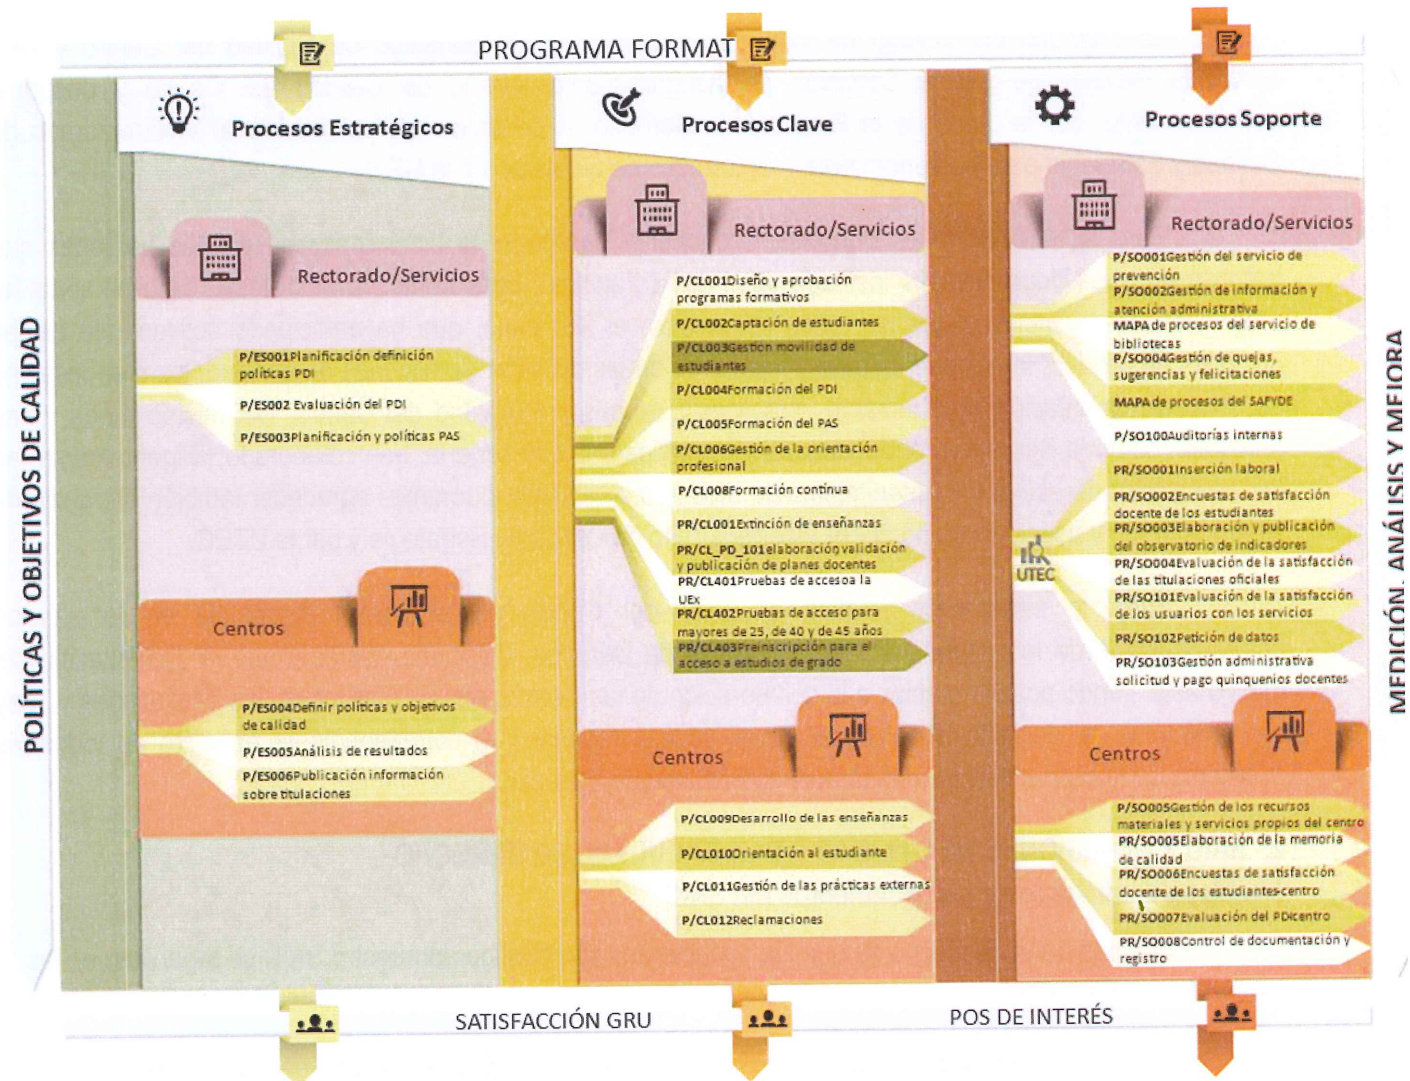 PROGRAMA FORMAT
POLÍTICAS Y OBJETIVOS DE CALIDAD
Procesos Estratégicos
Rectorado/Servicios
P/ES001Planificación definición
políticas PDI
P/ES002 Evaluación del PDI
P/ES003Planificación y políticas PAS
Centros
P/ES004Definir políticas y objetivos
de calidad
P/ES005Análisis de resultados
P/ES006Publicación información
sobre titulaciones
Procesos Clave
Rectorado/Servicios
P/CL001Diseño y aprobación
programas formativos
P/CL002Captación de estudiantes
P/CL003Gestión movilidad de
estudiantes
P/CL004Formación del PDI
P/CL005Formación del PAS
P/CL006Gestión de la orientación
profesional
P/CL008Formación contínua
PR/CL001Extinción de enseñanzas
PR/CL_PD_101elaboración,validación
y publicación de planes docentes
PR/CL401Pruebas de accesoa la
UEx
PR/CL402Pruebas de acceso para
mayores de 25, de 40 y de 45 años
PR/CL403Preinscripción para el
acceso a estudios de grado
Centros
P/CL009Desarrollo de las enseñanzas
P/CL010Orientación al estudiante
P/CL011Gestión de las prácticas externas
P/CL012Reclamaciones
Procesos Soporte
Rectorado/Servicios
P/SO001Gestión del servicio de
prevención
P/SO002Gestión de información y
atención administrativa
MAPA de procesos del servicio de
bibliotecas
P/SO004Gestión de quejas,
sugerencias y felicitaciones
MAPA de procesos del SAFYDE
P/SO100Auditorías internas
PR/SO001Inserción laboral
PR/SO002Encuestas de satisfacción
docente de los estudiantes
PR/SO003Elaboración y publicación
del observatorio de indicadores
UTEC
PR/SO004Evaluación de la satisfacción
de las titulaciones oficiales
PR/SO101Evaluación de la satisfacción
de los usuarios con los servicios
PR/SO102Petición de datos
PR/SO103Gestión administrativa
solicitud y pago quinquenios docentes
Centros
P/SO005Gestión de los recursos
materiales y servicios propios del centro
PR/SO005Elaboración de la memoria
de calidad
PR/SO006Encuestas de satisfacción
docente de los estudiantes-centro
PR/SO007Evaluación del PDIcentro
PR/SO008Control de documentación y
registro
MEDICIÓN, ANÁLISIS Y MEJORA
SATISFACCIÓN GRU
POS DE INTERÉS